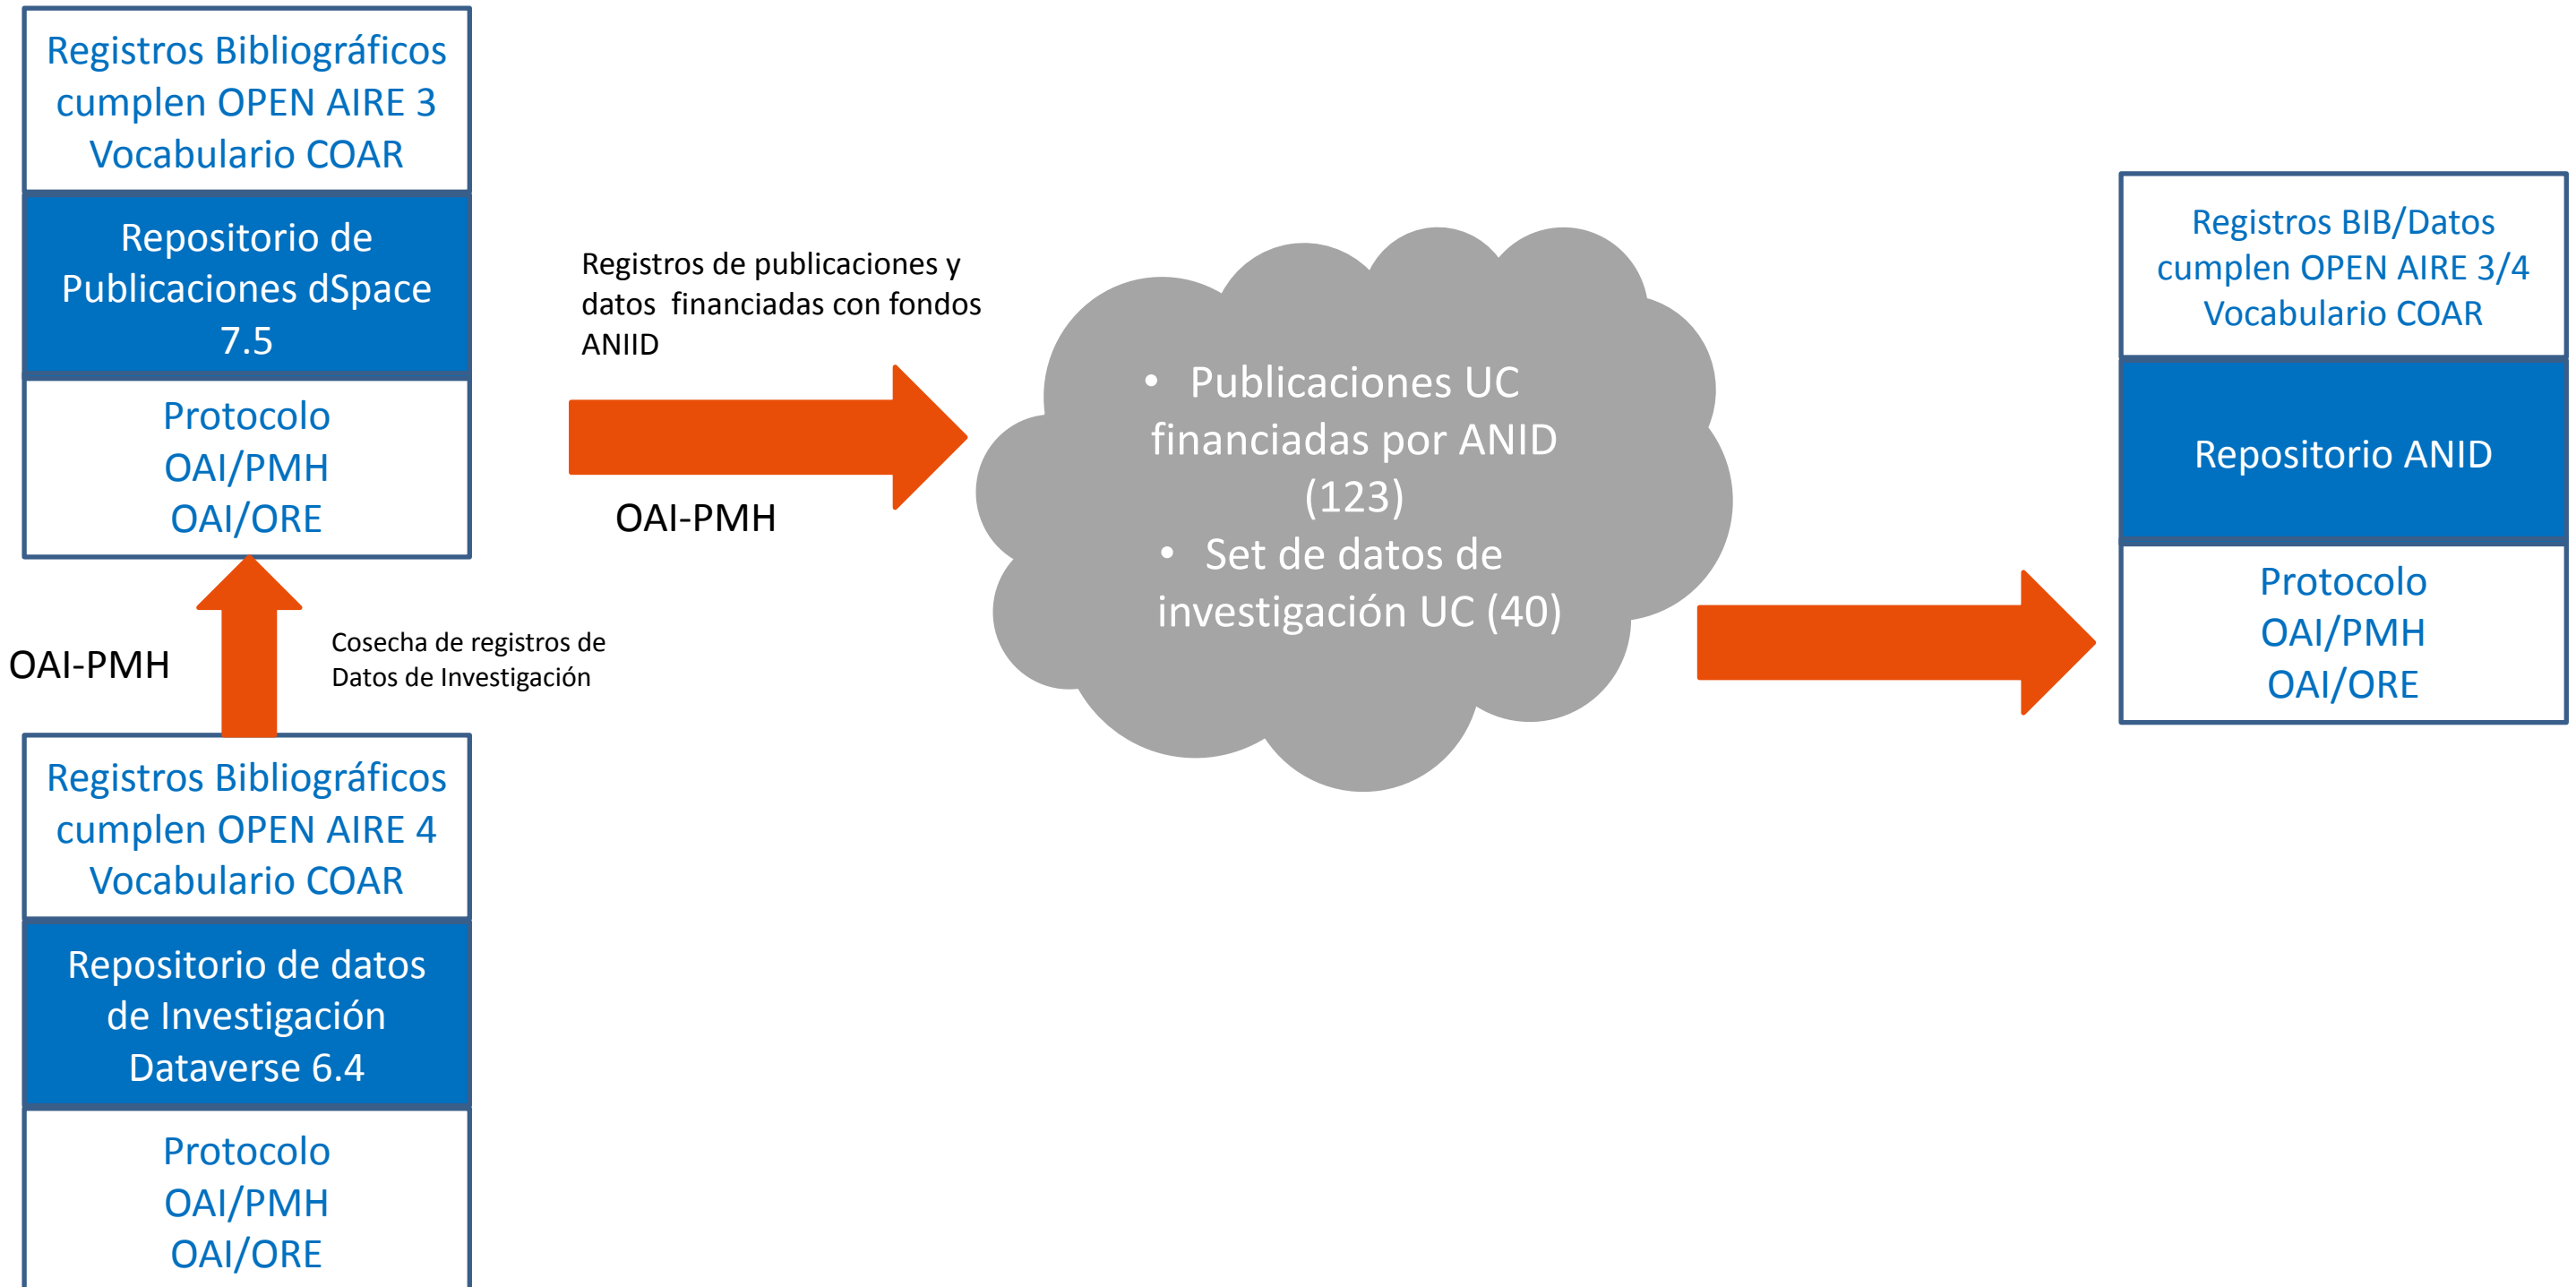 Registros Bibliográficos
cumplen OPEN AIRE 3
Vocabulario COAR
Repositorio de
Publicaciones dSpace
7.5
Protocolo
OAI/PMH
OAI/ORE
OAI-PMH
Cosecha de registros de
Datos de Investigación
Registros Bibliográficos
cumplen OPEN AIRE 4
Vocabulario COAR
Repositorio de datos
de Investigación
Dataverse 6.4
Protocolo
OAI/PMH
OAI/ORE
Registros de publicaciones y
datos financiadas con fondos
ANIID
OAI-PMH
• Publicaciones UC
financiadas por ANID
(123)
• Set de datos de
investigación UC (40)
Registros BIB/Datos
cumplen OPEN AIRE 3/4
Vocabulario COAR
Repositorio ANID
Protocolo
OAI/PMH
OAI/ORE